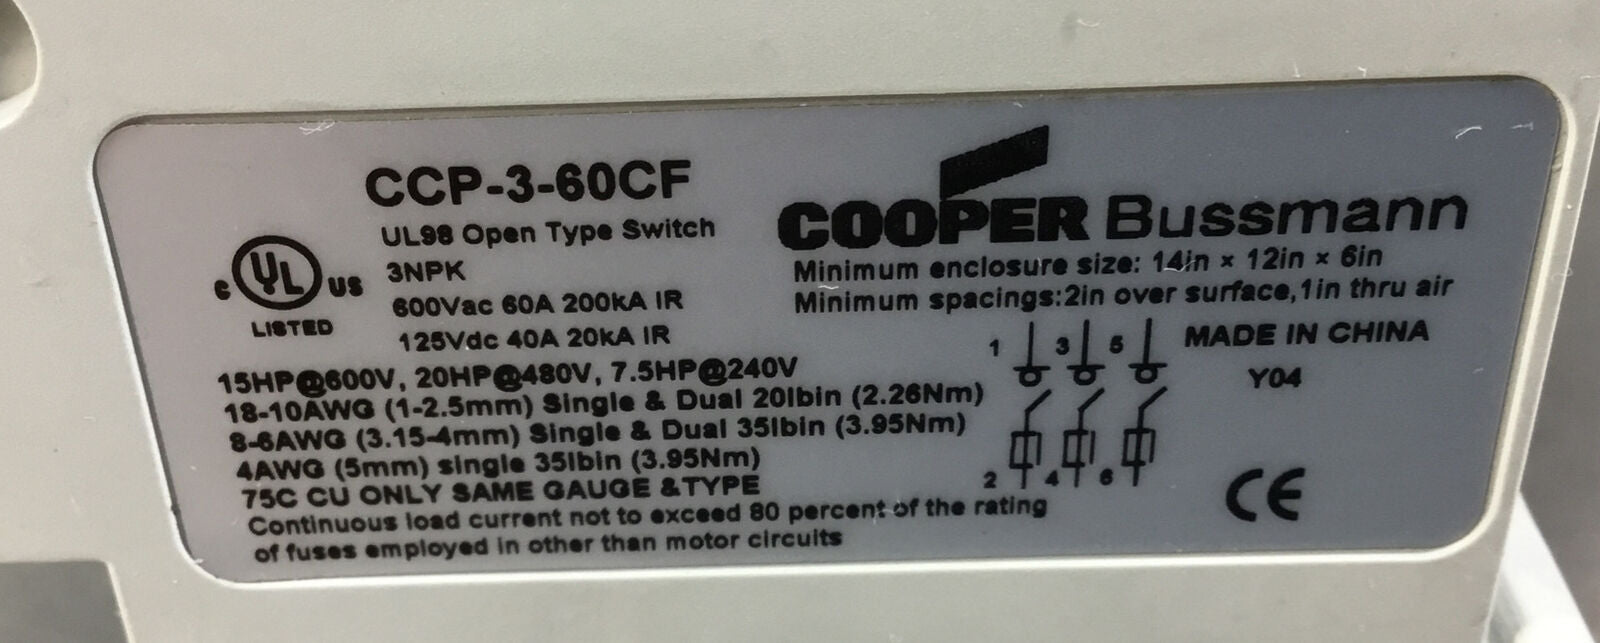 CCP-3-60CF
UL98 Open Type Switch
3NPK
600Vac 60A 200kA IR
125Vdc 40A 20kA IR
c UL US
LISTED
15HP@600V, 20HP@480V, 7.5HP@240V
18-10AWG (1-2.5mm) Single & Dual 20lbin (2.26Nm)
8-6AWG (3.15-4mm) Single & Dual 35lbin (3.95Nm)
4AWG (5mm) single 35lbin (3.95Nm)
75C CU ONLY SAME GAUGE &TYPE
Continuous load current not to exceed 80 percent of the rating
of fuses employed in other than motor circuits
COOPER Bussmann
Minimum enclosure size: 14in x 12in x 6in
Minimum spacings:2in over surface,1in thru air
1 3 5
MADE IN CHINA
Y04
2 4 6
CE